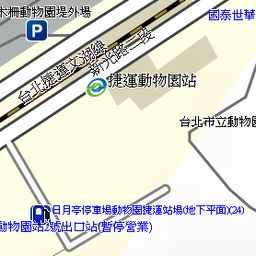 木柵動物園堤外場
國泰世華
台北捷運文湖線
新光路二段
捷運動物園站
台北市立動物
日月亭停車場動物園捷運站場(地下平面)(24)
動物園站2號出口站(暫停營業)